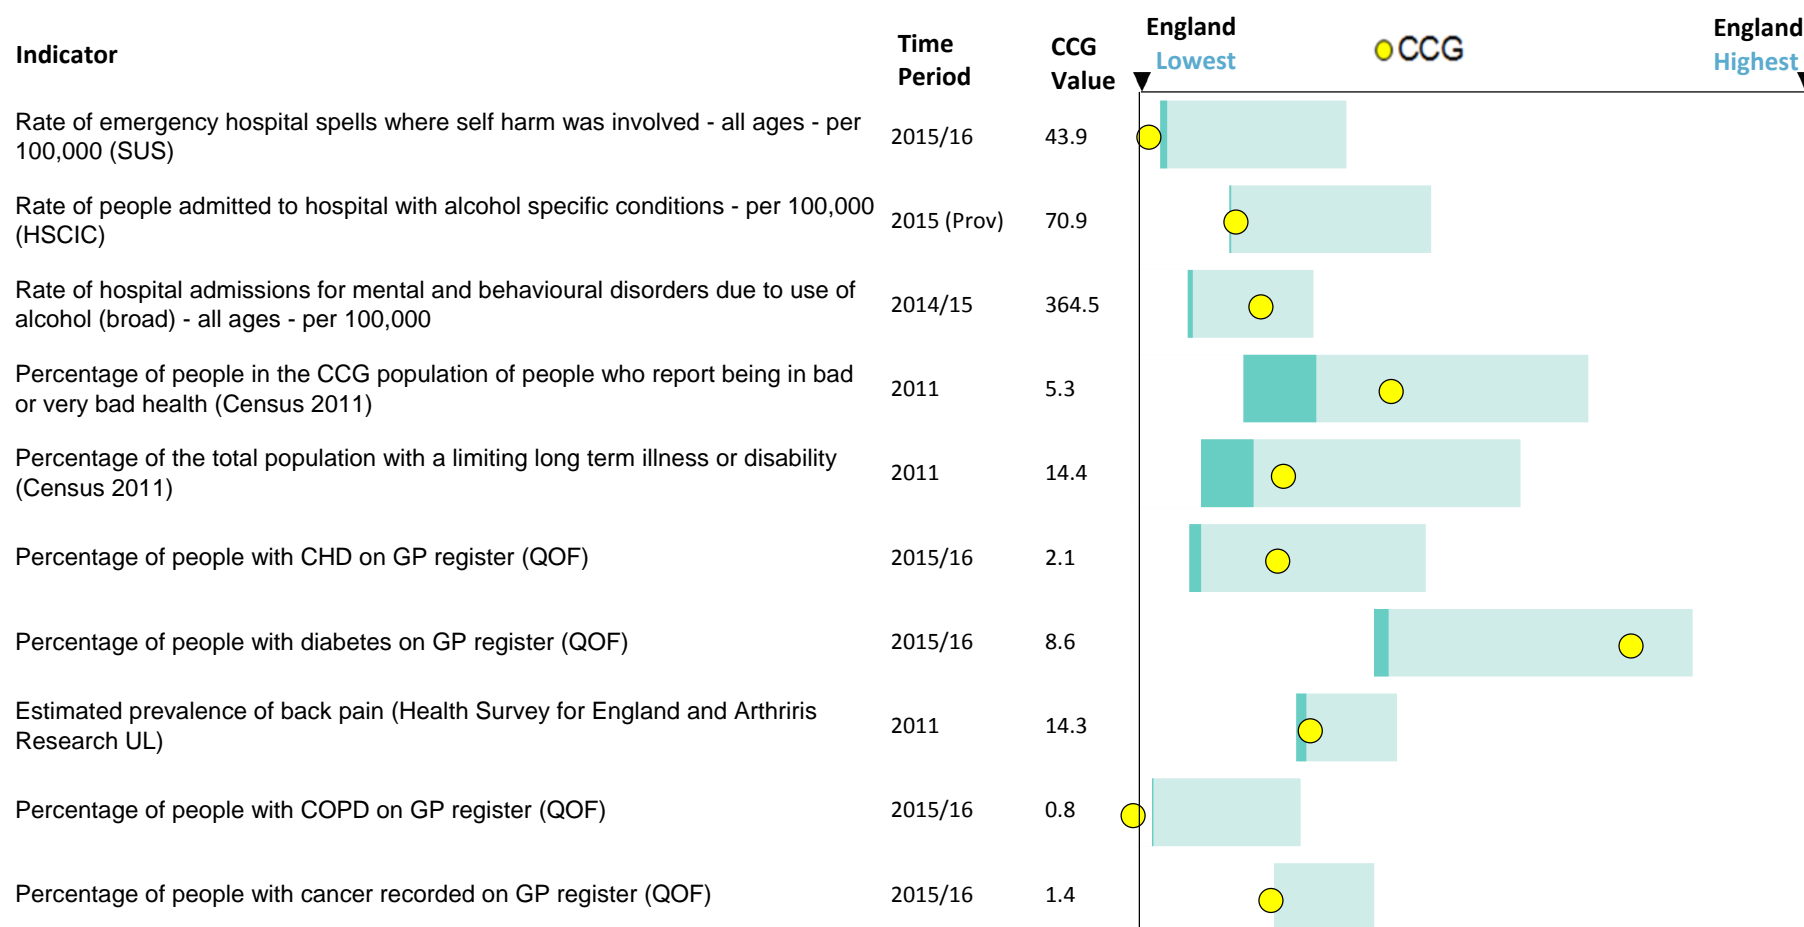 Indicator
Time
Period
CCG
Value
England
Lowest
CCG
England
Highest
Rate of emergency hospital spells where self harm was involved - all ages - per
100,000 (SUS)
2015/16
43.9
Rate of people admitted to hospital with alcohol specific conditions - per 100,000
(HSCIC)
2015 (Prov)
70.9
Rate of hospital admissions for mental and behavioural disorders due to use of
alcohol (broad) - all ages - per 100,000
2014/15
364.5
Percentage of people in the CCG population of people who report being in bad
or very bad health (Census 2011)
2011
5.3
Percentage of the total population with a limiting long term illness or disability
(Census 2011)
2011
14.4
Percentage of people with CHD on GP register (QOF)
2015/16
2.1
Percentage of people with diabetes on GP register (QOF)
2015/16
8.6
Estimated prevalence of back pain (Health Survey for England and Arthriris
Research UL)
2011
14.3
Percentage of people with COPD on GP register (QOF)
2015/16
0.8
Percentage of people with cancer recorded on GP register (QOF)
2015/16
1.4